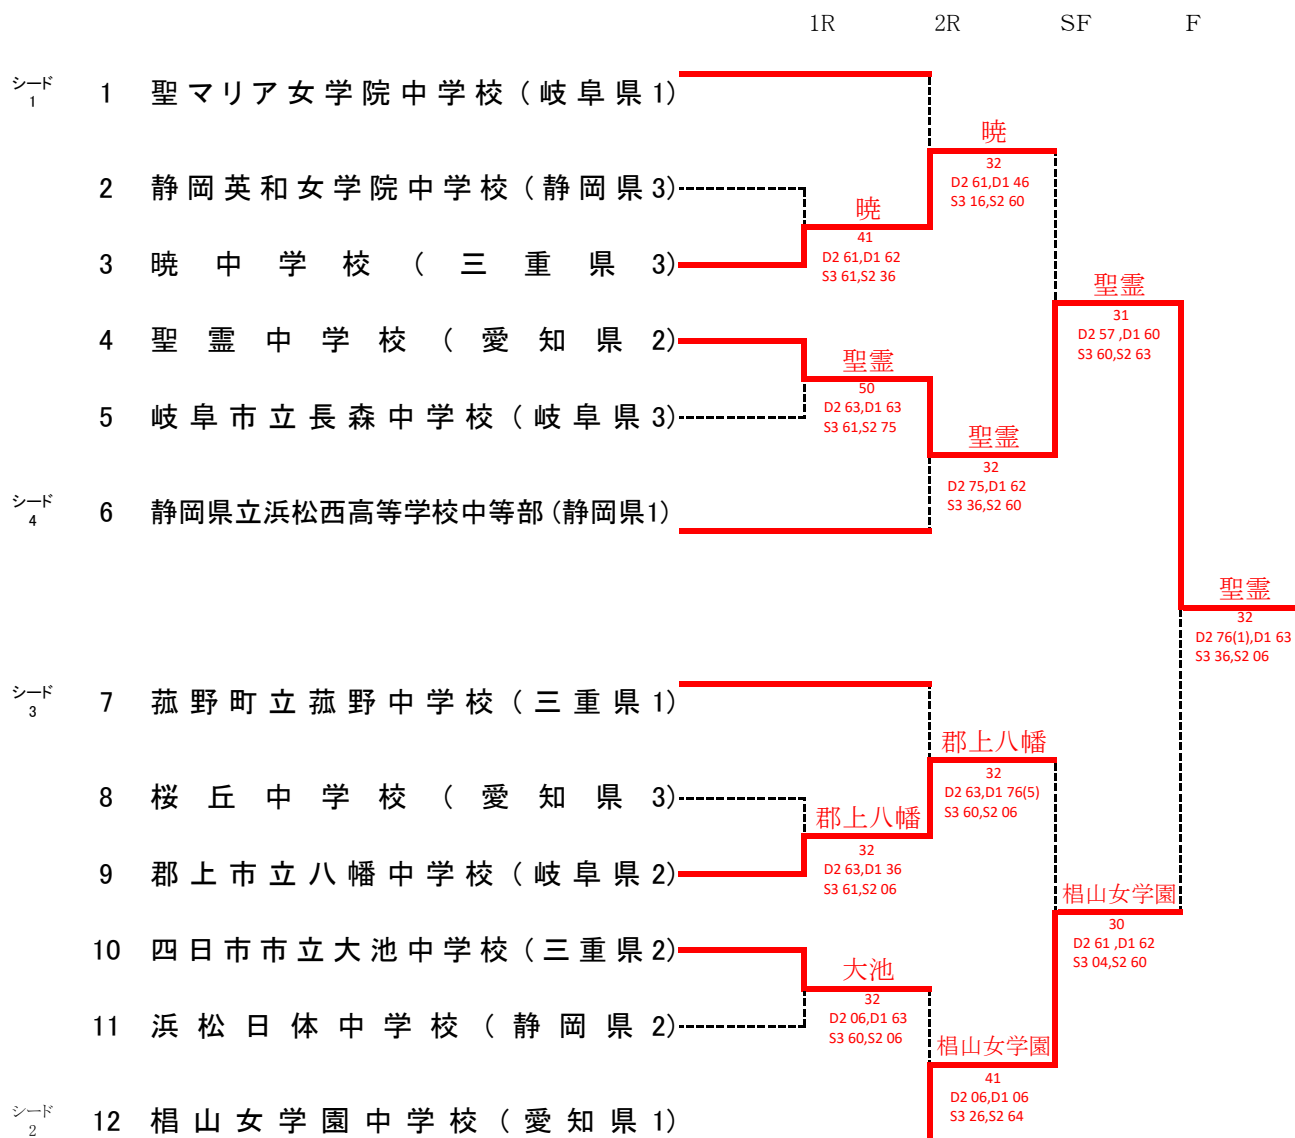 1R 2R SF F
シード
1
1 聖マリア女学院中学校(岐阜県1)
暁
32
D2 61,D1 46
S3 16,S2 60
2 静岡英和女学院中学校(静岡県3)
暁
41
D2 61,D1 62
S3 61,S2 36
3 暁中学校(三重県3)
聖霊
31
D2 57 ,D1 60
S3 60,S2 63
4 聖霊中学校(愛知県2)
聖霊
50
D2 63,D1 63
S3 61,S2 75
5 岐阜市立長森中学校(岐阜県3)
聖霊
32
D2 75,D1 62
S3 36,S2 60
シード
4
6 静岡県立浜松西高等学校中等部(静岡県1)
聖霊
32
D2 76(1),D1 63
S3 36,S2 06
シード
3
7 菰野町立菰野中学校(三重県1)
郡上八幡
32
D2 63,D1 76(5)
S3 60,S2 06
8 桜丘中学校(愛知県3)
郡上八幡
32
D2 63,D1 36
S3 61,S2 06
9 郡上市立八幡中学校(岐阜県2)
椙山女学園
30
D2 61 ,D1 62
S3 04,S2 60
10 四日市市立大池中学校(三重県2)
大池
32
D2 06,D1 63
S3 60,S2 06
11 浜松日体中学校(静岡県2)
椙山女学園
41
D2 06,D1 06
S3 26,S2 64
シード
2
12 椙山女学園中学校(愛知県1)